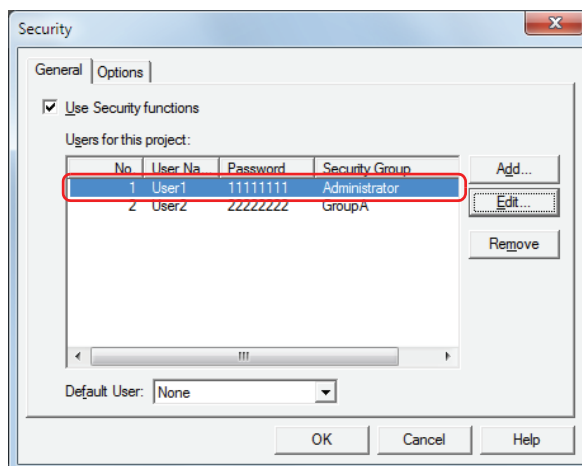 Security
General Options
Use Security functions
Users for this project:
No. User Na... Password Security Group
1 User1 11111111 Administrator
2 User2 22222222 GroupA
Add...
Edit...
Remove
Default User: None
OK Cancel Help